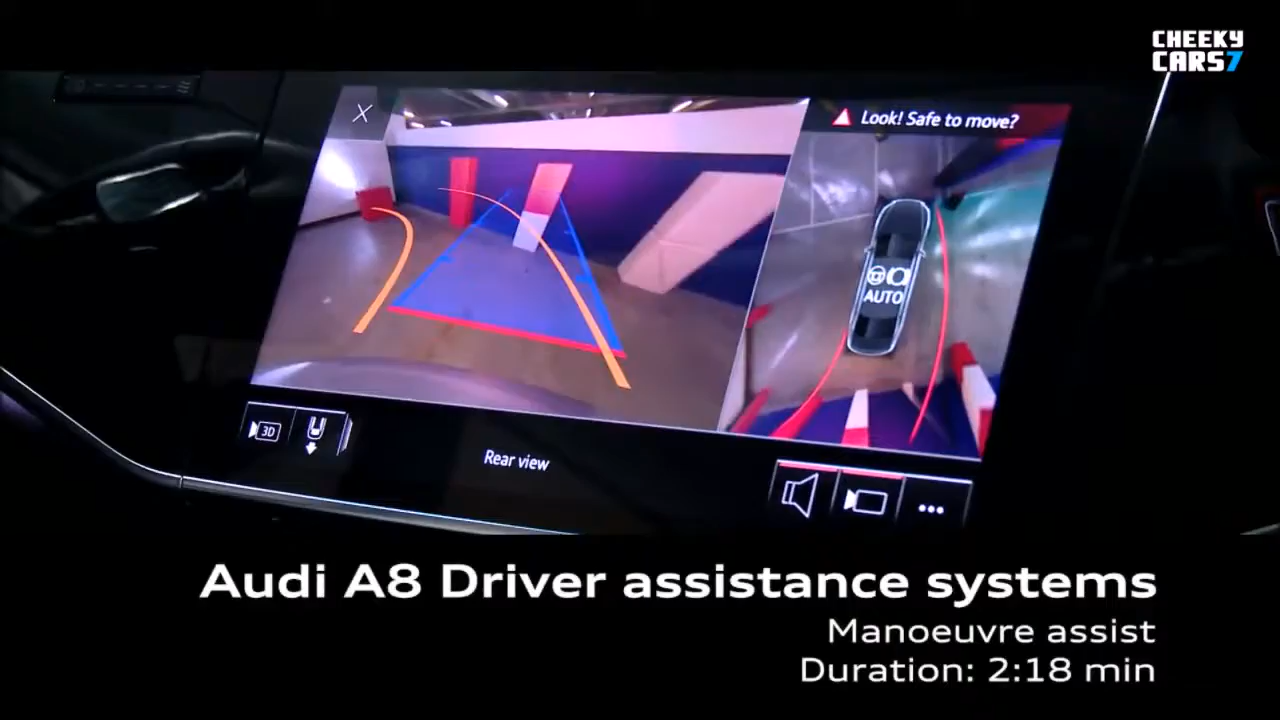 CHEEKY
CARS7
Look! Safe to move?
AUTO
3D
Rear view
Audi A8 Driver assistance systems
Manoeuvre assist
Duration: 2:18 min